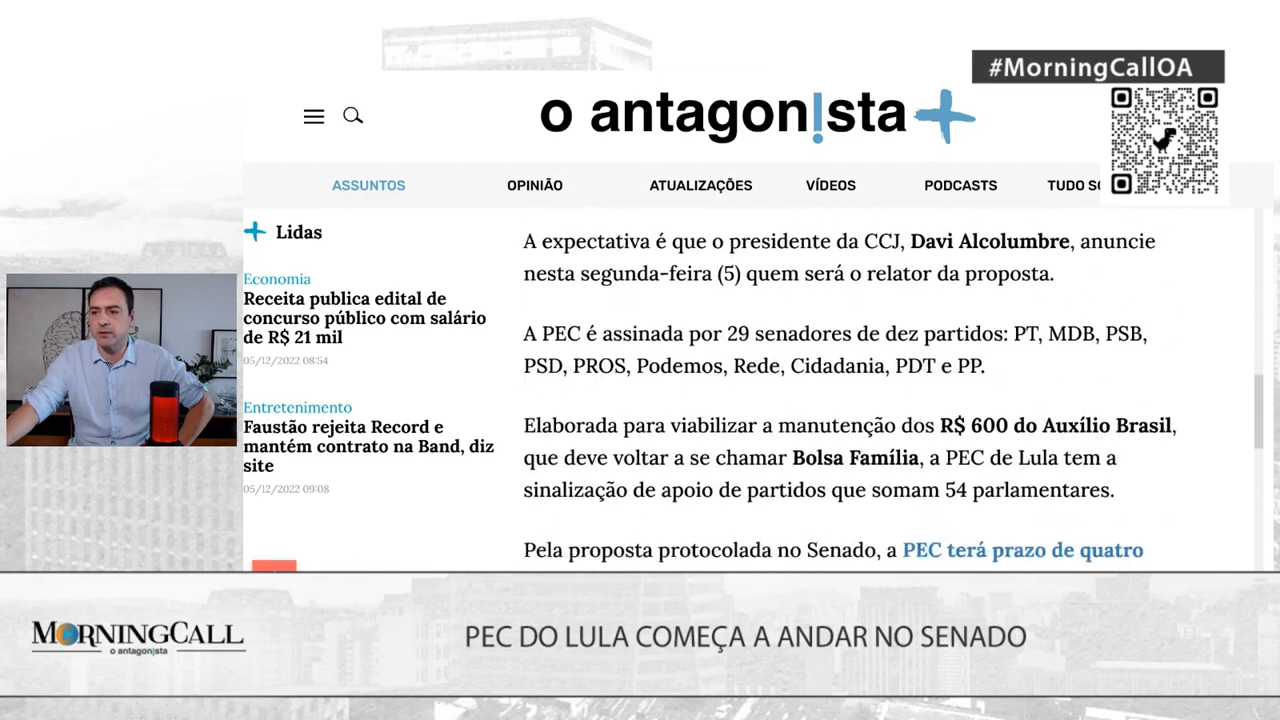 #MorningCallOA
o antagon!sta+
ASSUNTOS OPINIÃO ATUALIZAÇÕES VÍDEOS PODCASTS TUDO SO
+ Lidas
Economia
Receita publica edital de
concurso público com salário
de R$ 21 mil
05/12/2022 08:54
Entretenimento
Faustão rejeita Record e
mantém contrato na Band, diz
site
05/12/2022 09:08
A expectativa é que o presidente da CCJ, Davi Alcolumbre, anuncie
nesta segunda-feira (5) quem será o relator da proposta.
A PEC é assinada por 29 senadores de dez partidos: PT, MDB, PSB,
PSD, PROS, Podemos, Rede, Cidadania, PDT e PP.
Elaborada para viabilizar a manutenção dos R$ 600 do Auxílio Brasil,
que deve voltar a se chamar Bolsa Família, a PEC de Lula tem a
sinalização de apoio de partidos que somam 54 parlamentares.
Pela proposta protocolada no Senado, a PEC terá prazo de quatro
MORNINGCALL
o antagon!sta
PEC DO LULA COMEÇA A ANDAR NO SENADO